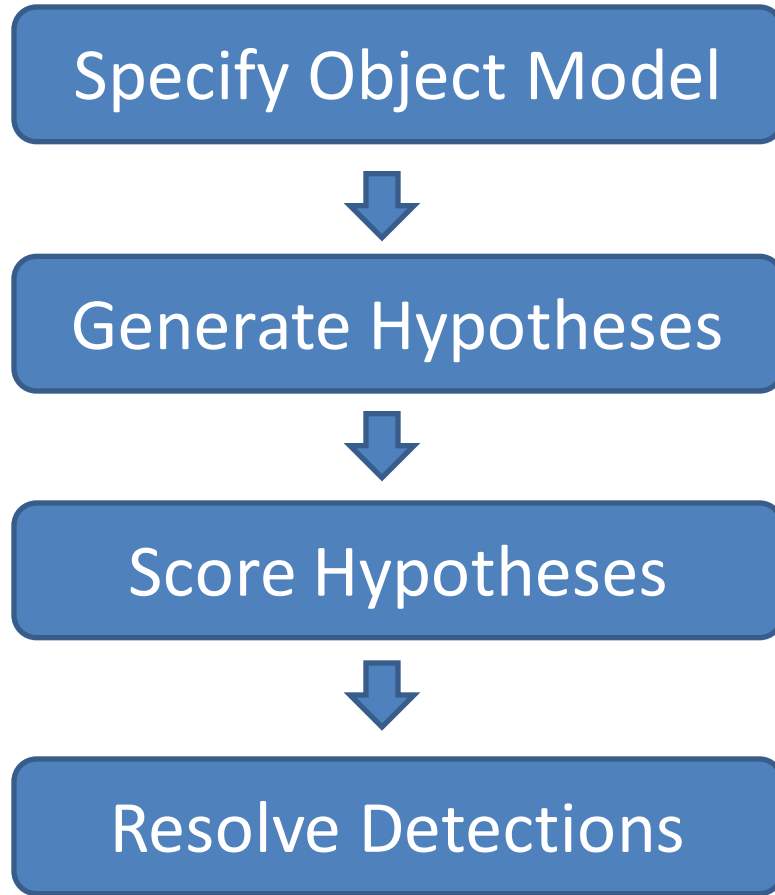 Specify Object Model
Generate Hypotheses
Score Hypotheses
Resolve Detections